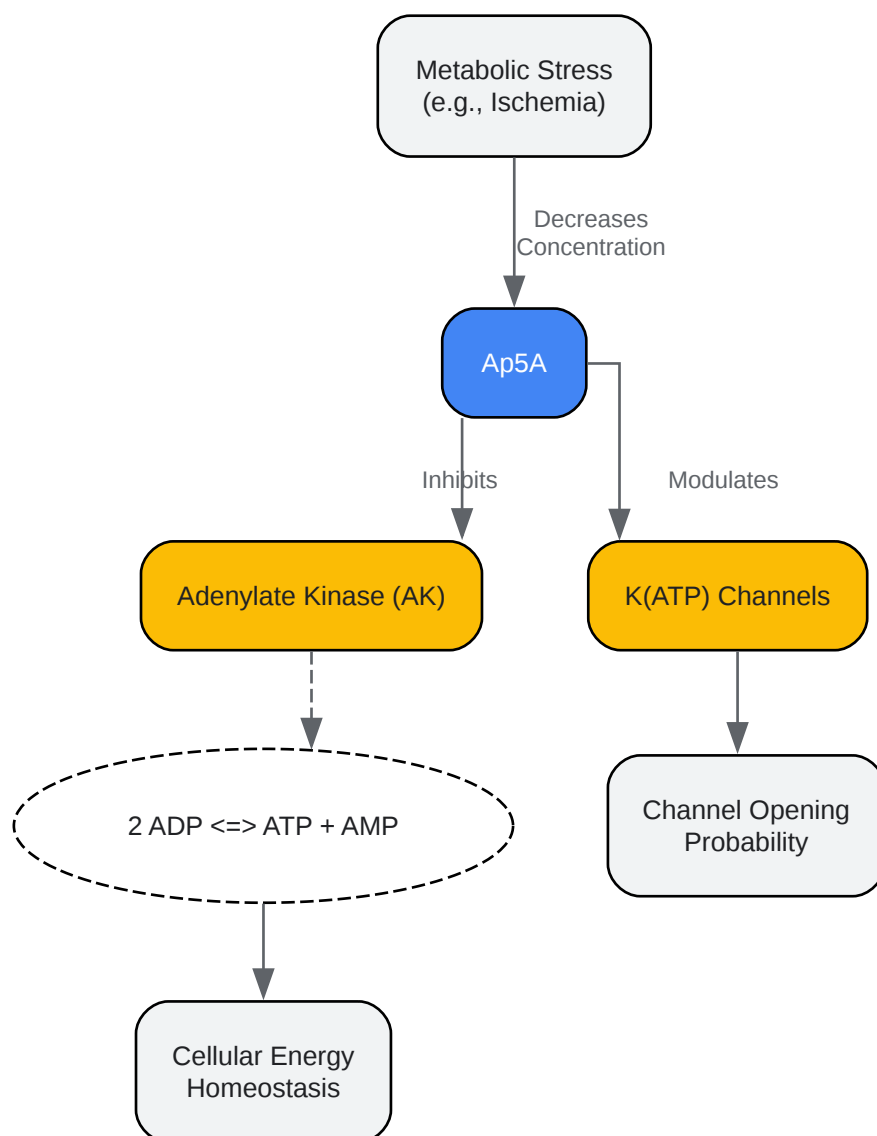 Metabolic Stress
(e.g., Ischemia)
Decreases
Concentration
Ap5A
Inhibits
Modulates
Adenylate Kinase (AK)
K(ATP) Channels
2 ADP <=> ATP + AMP
Channel Opening
Probability
Cellular Energy
Homeostasis